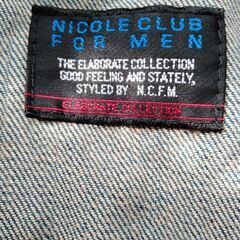 NICOLE CLUB
FOR MEN
THE ELABORATE COLLECTION
GOOD FEELING AND STATELY,
STYLED BY N.C.F.M.
ELABORATE COLLECTION